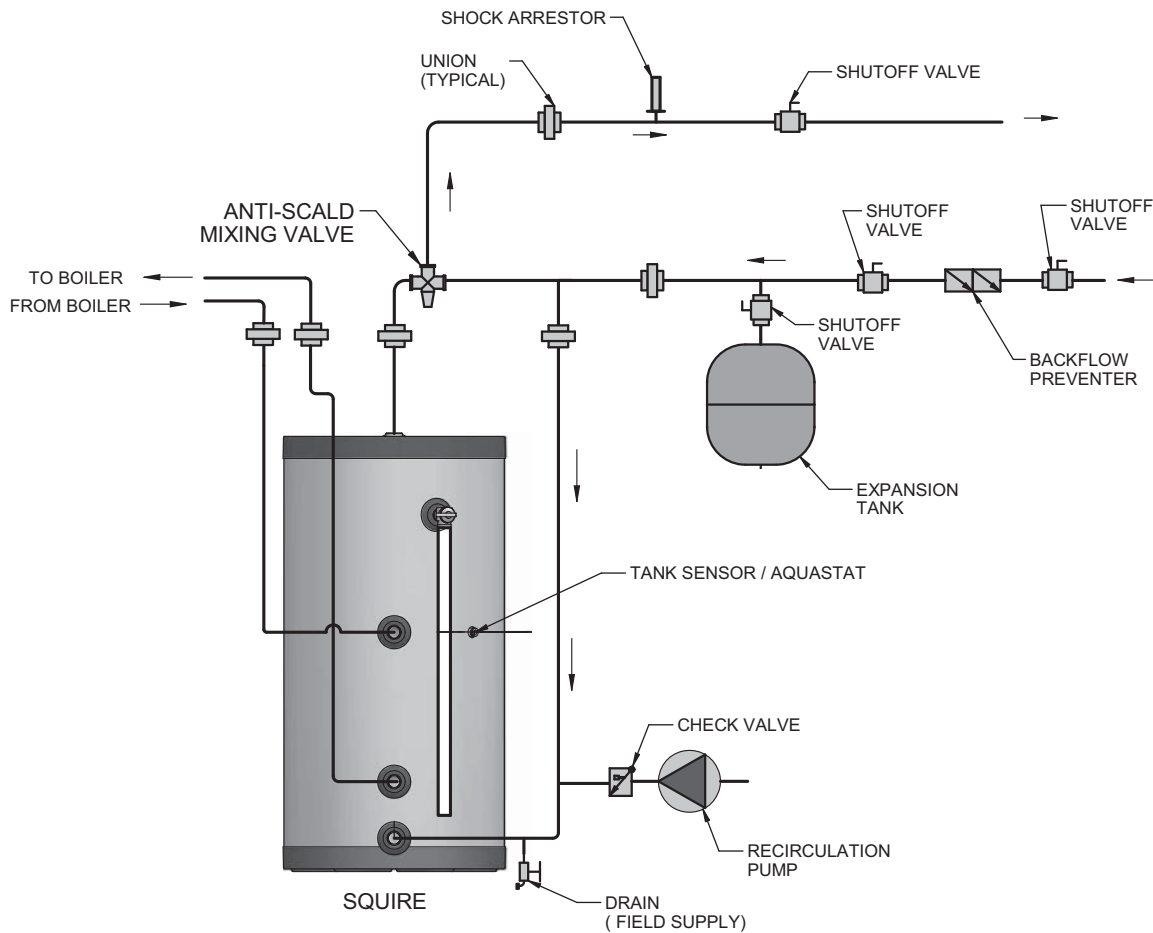 SHOCK ARRESTOR
UNION
(TYPICAL)
SHUTOFF VALVE
ANTI-SCALD
MIXING VALVE
SHUTOFF
VALVE
SHUTOFF
VALVE
TO BOILER
FROM BOILER
SHUTOFF
VALVE
BACKFLOW
PREVENTER
EXPANSION
TANK
TANK SENSOR / AQUASTAT
CHECK VALVE
RECIRCULATION
PUMP
SQUIRE
DRAIN
( FIELD SUPPLY)